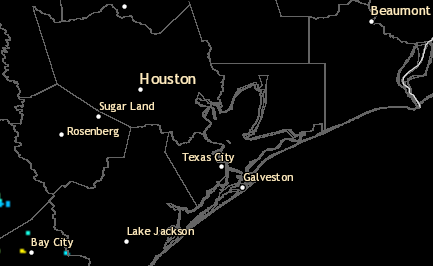 Beaumont
Houston
Sugar Land
Rosenberg
Texas City
Galveston
Lake Jackson
Bay City